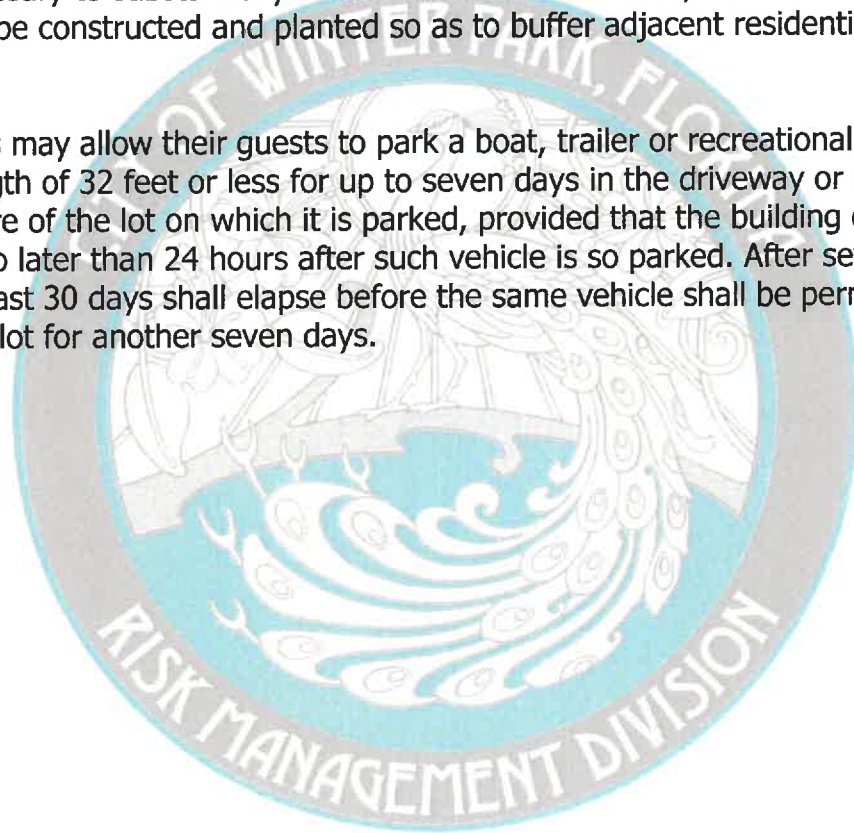 be constructed and planted so as to buffer adjacent residenti
may allow their guests to park a boat, trailer or recreational
gth of 32 feet or less for up to seven days in the driveway or
re of the lot on which it is parked, provided that the building
o later than 24 hours after such vehicle is so parked. After se
ast 30 days shall elapse before the same vehicle shall be
lot for another seven days.
CITY OF WINTER PARK, FLORIDA
RISK MANAGEMENT DIVISION